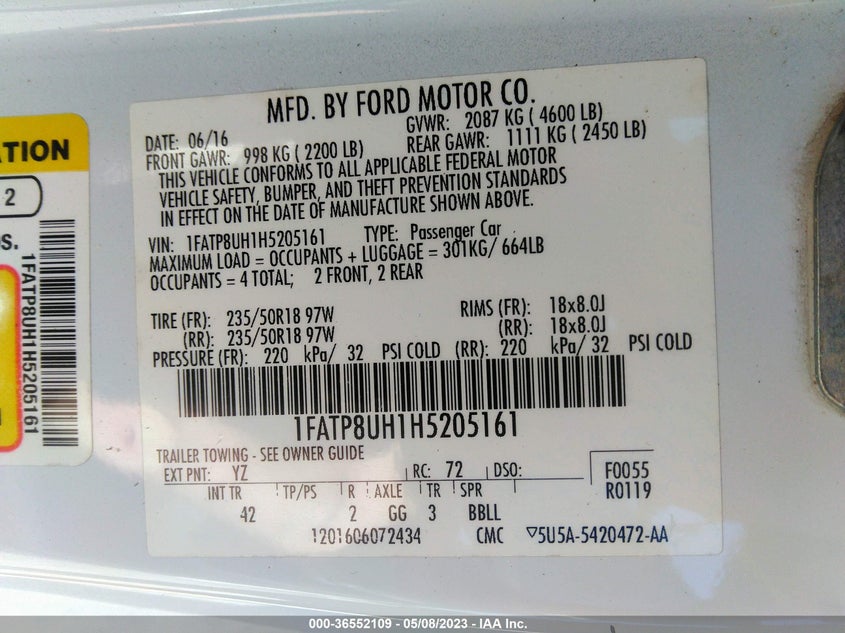 ATION
2
S.
1FATP8UH1H5205161
MFD. BY FORD MOTOR CO.
DATE: 06/16 GVWR: 2087 KG ( 4600 LB)
FRONT GAWR: 998 KG ( 2200 LB) REAR GAWR: 1111 KG ( 2450 LB)
THIS VEHICLE CONFORMS TO ALL APPLICABLE FEDERAL MOTOR
VEHICLE SAFETY, BUMPER, AND THEFT PREVENTION STANDARDS
IN EFFECT ON THE DATE OF MANUFACTURE SHOWN ABOVE.
VIN: 1FATP8UH1H5205161 TYPE: Passenger Car
MAXIMUM LOAD = OCCUPANTS + LUGGAGE = 301KG/ 664LB
OCCUPANTS = 4 TOTAL; 2 FRONT, 2 REAR
TIRE (FR): 235/50R18 97W RIMS (FR): 18x8.0J
(RR): 235/50R18 97W (RR): 18x8.0J
PRESSURE (FR): 220 kPa/ 32 PSI COLD (RR): 220 kPa/ 32 PSI COLD
1FATP8UH1H5205161
TRAILER TOWING - SEE OWNER GUIDE
EXT PNT: YZ RC: 72 DSO: F0055
INT TR TP/PS R AXLE TR SPR R0119
42 2 GG 3 BBLL
1201606072434 CMC ▽5U5A-5420472-AA
000-36552109 - 05/08/2023 - IAA Inc.